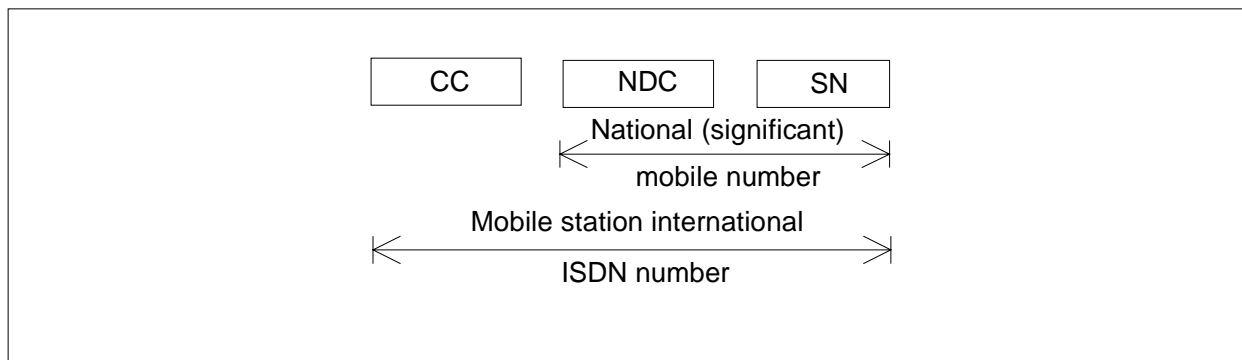 CC NDC SN
National (significant)
mobile number
Mobile station international
ISDN number